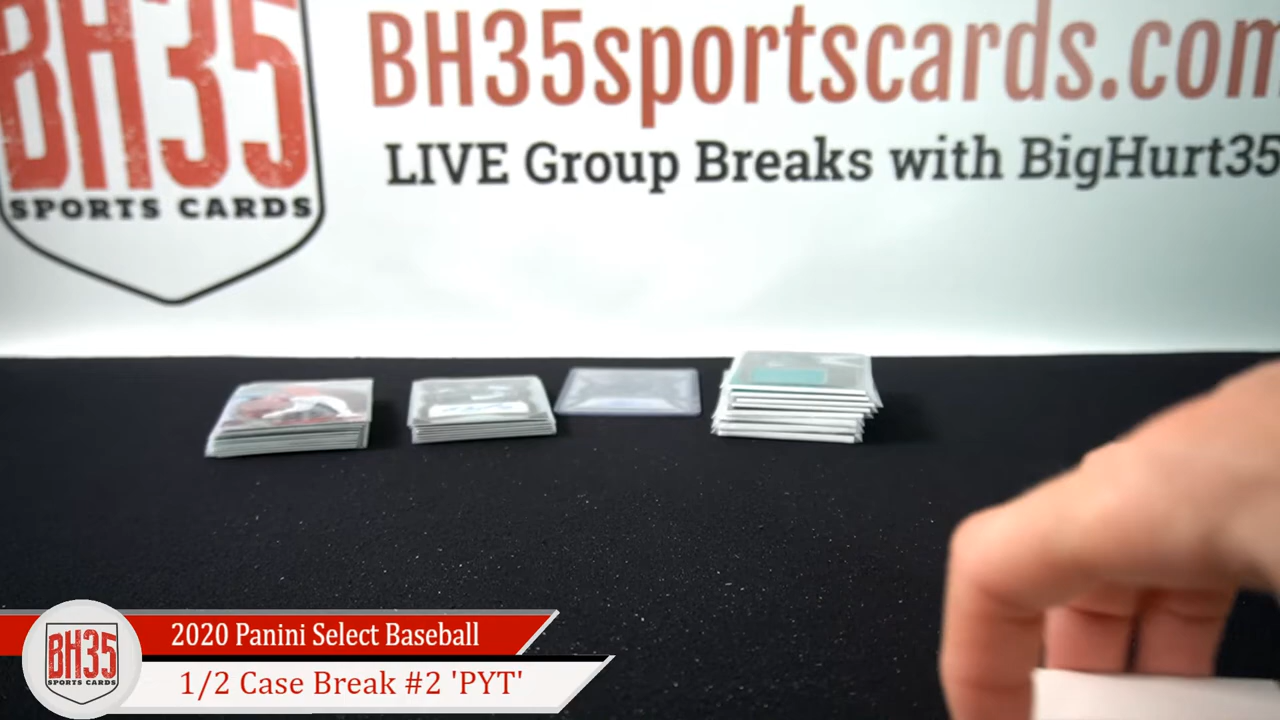 BH35
SPORTS CARDS
BH35sportscards.com
LIVE Group Breaks with BigHurt35
BH35
SPORTS CARDS
2020 Panini Select Baseball
1/2 Case Break #2 'PYT'